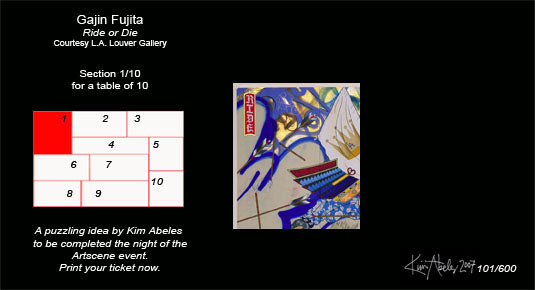 Gajin Fujita
Ride or Die
Courtesy L.A. Louver Gallery
Section 1/10
for a table of 10
1
2
3
4
5
6
7
8
9
10
A puzzling idea by Kim Abeles
to be completed the night of the
Artscene event.
Print your ticket now.
RIDE
Kim Abeles 2007 101/600